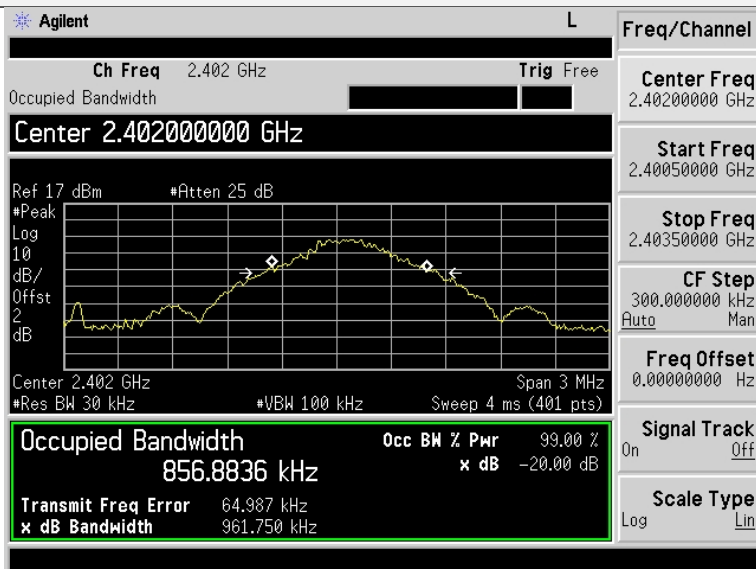 Agilent L
Ch Freq 2.402 GHz Trig Free
Occupied Bandwidth
Center 2.402000000 GHz
Ref 17 dBm #Atten 25 dB
#Peak
Log
10
dB/
Offst
2
dB
Center 2.402 GHz Span 3 MHz
#Res BW 30 kHz #VBW 100 kHz Sweep 4 ms (401 pts)
Occupied Bandwidth Occ BW % Pwr 99.00 %
856.8836 kHz x dB -20.00 dB
Transmit Freq Error 64.987 kHz
x dB Bandwidth 961.750 kHz
Freq/Channel
Center Freq
2.40200000 GHz
Start Freq
2.40050000 GHz
Stop Freq
2.40350000 GHz
CF Step
300.000000 kHz
Auto Man
Freq Offset
0.00000000 Hz
Signal Track
On Off
Scale Type
Log Lin